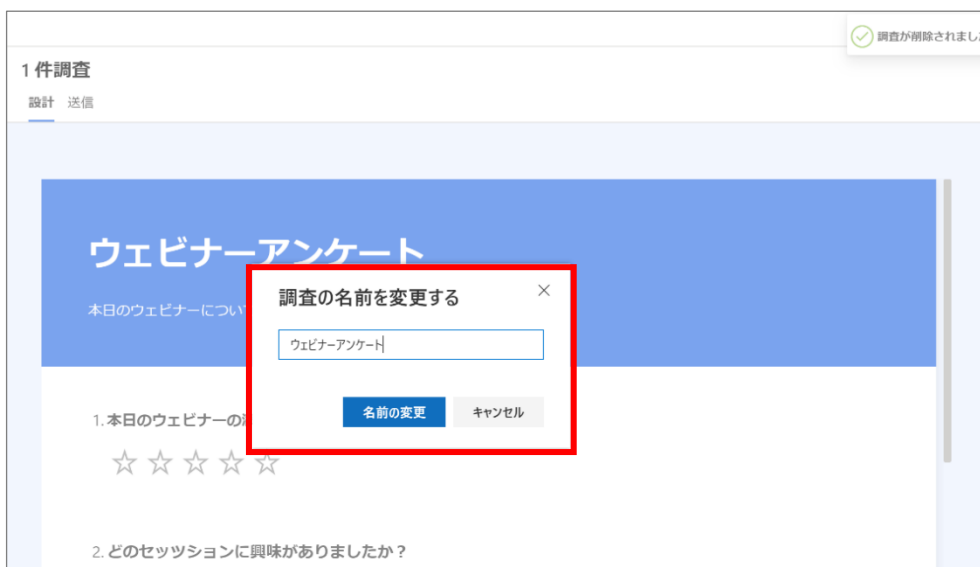 調査が削除されまし
1 件調査
設計 送信
ウェビナーアンケート
本日のウェビナーについ
調査の名前を変更する
ウェビナーアンケート
名前の変更 キャンセル
1. 本日のウェビナーの
2. どのセッツションに興味がありましたか？